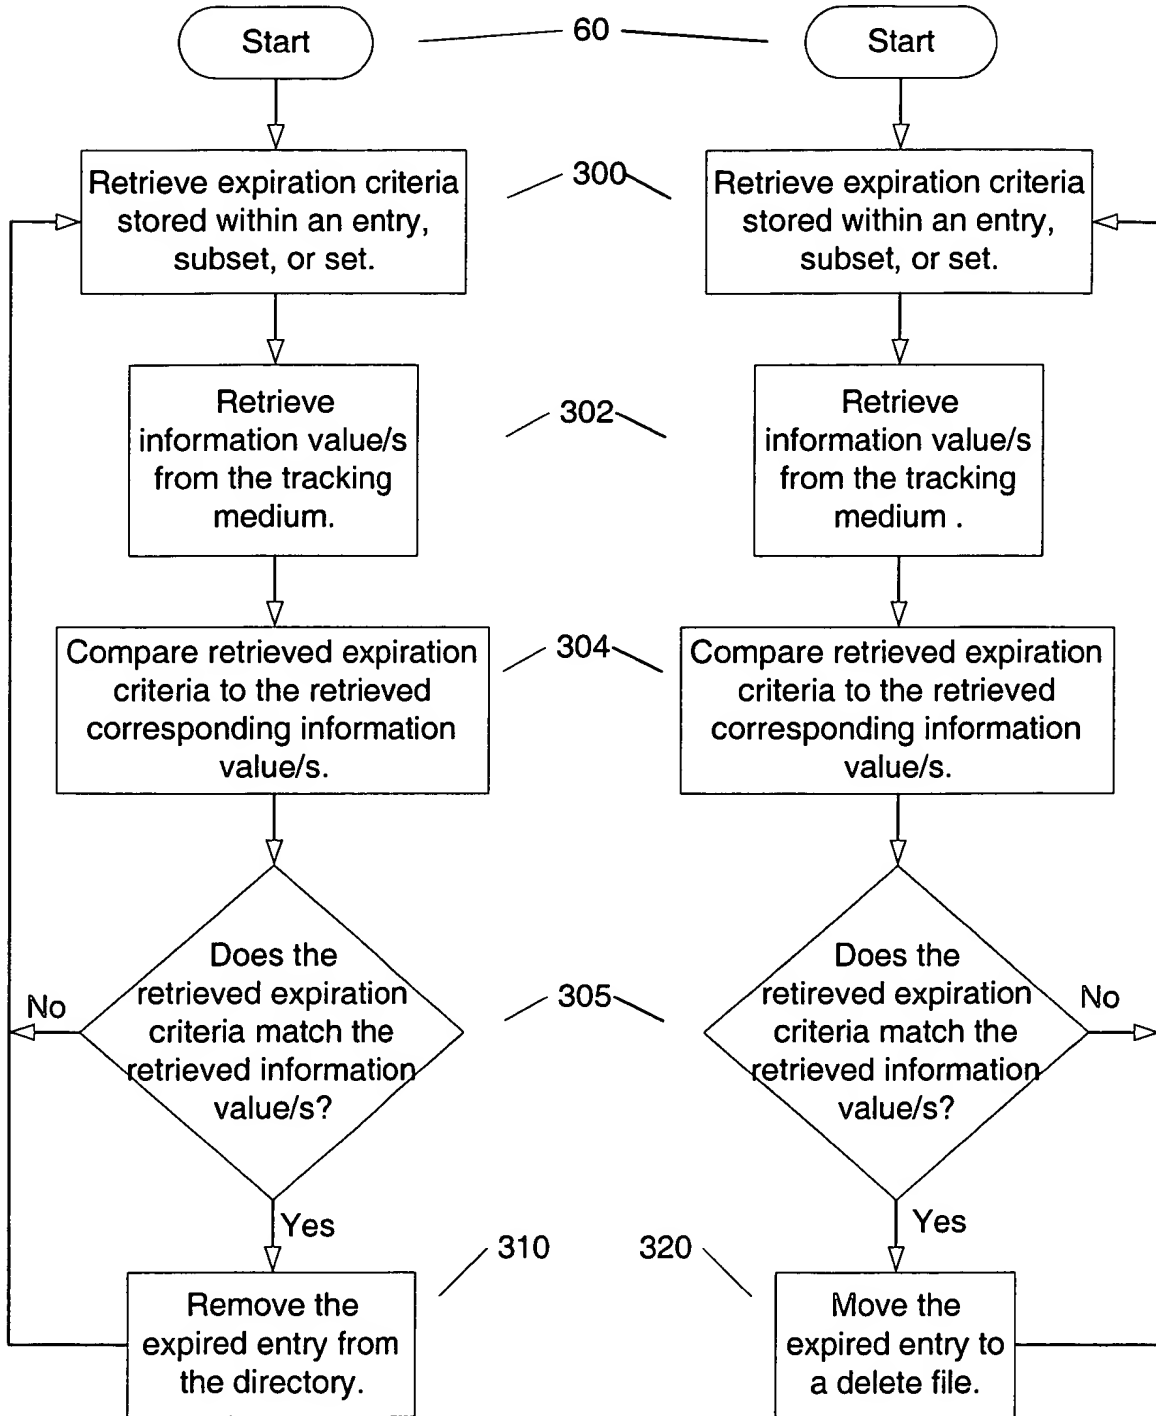 Start
60
Start
Retrieve expiration criteria
stored within an entry,
subset, or set.
300
Retrieve expiration criteria
stored within an entry,
subset, or set.
Retrieve
information value/s
from the tracking
medium.
302
Retrieve
information value/s
from the tracking
medium .
Compare retrieved expiration
criteria to the retrieved
corresponding information
value/s.
304
Compare retrieved expiration
criteria to the retrieved
corresponding information
value/s.
Does the
retrieved expiration
criteria match the
retrieved information
value/s?
No
305
Does the
retireved expiration
criteria match the
retrieved information
value/s?
No
Yes
Yes
310
320
Remove the
expired entry from
the directory.
Move the
expired entry to
a delete file.